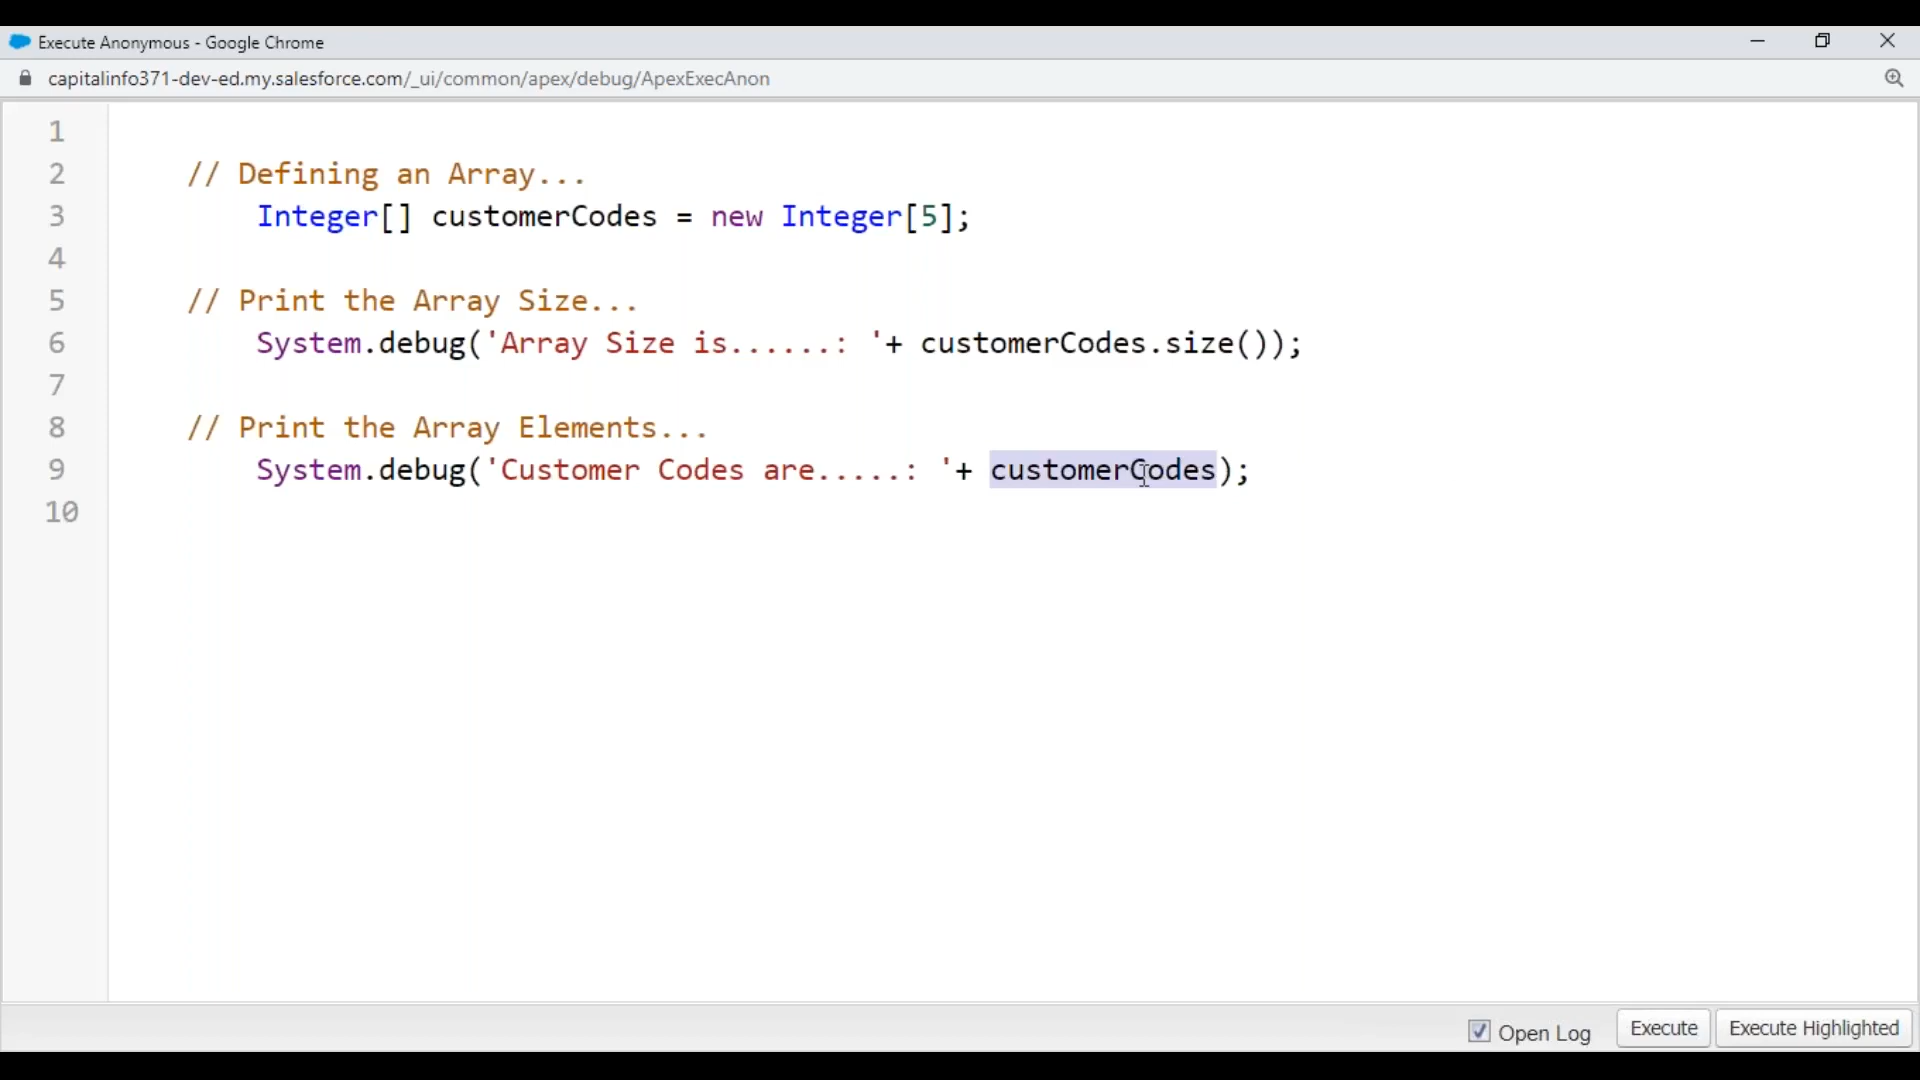 Execute Anonymous - Google Chrome
capitalinfo371-dev-ed.my.salesforce.com/_ui/common/apex/debug/ApexExecAnon
1
2 // Defining an Array...
3 Integer[] customerCodes = new Integer[5];
4
5 // Print the Array Size...
6 System.debug('Array Size is......: '+ customerCodes.size());
7
8 // Print the Array Elements...
9 System.debug('Customer Codes are.....: '+ customerCodes);
10
Open Log Execute Execute Highlighted